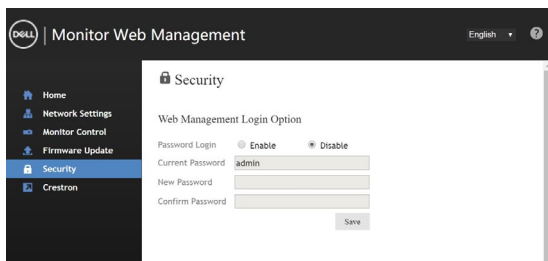 DELL | Monitor Web Management
English
?
Home
Network Settings
Monitor Control
Firmware Update
Security
Crestron
Security
Web Management Login Option
Password Login Enable Disable
Current Password admin
New Password
Confirm Password
Save